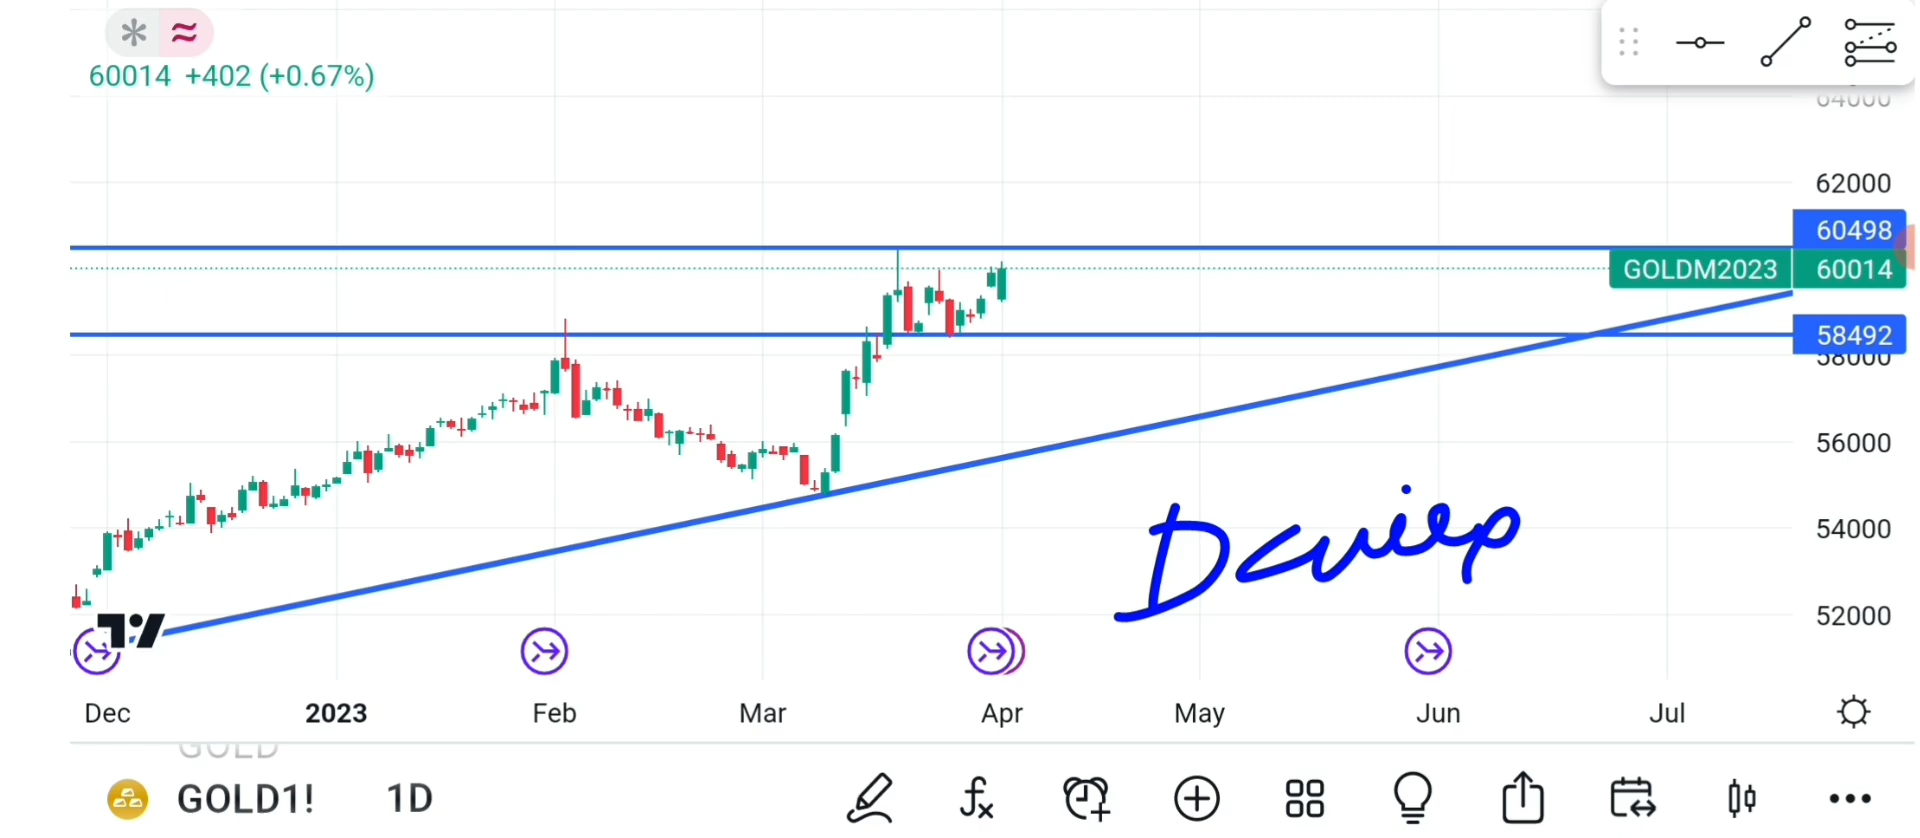 60014 +402 (+0.67%)
64000
62000
60498
GOLDM2023 60014
58492
58000
56000
54000
52000
Dec 2023 Feb Mar Apr May Jun Jul
GOLD
GOLD1! 1D